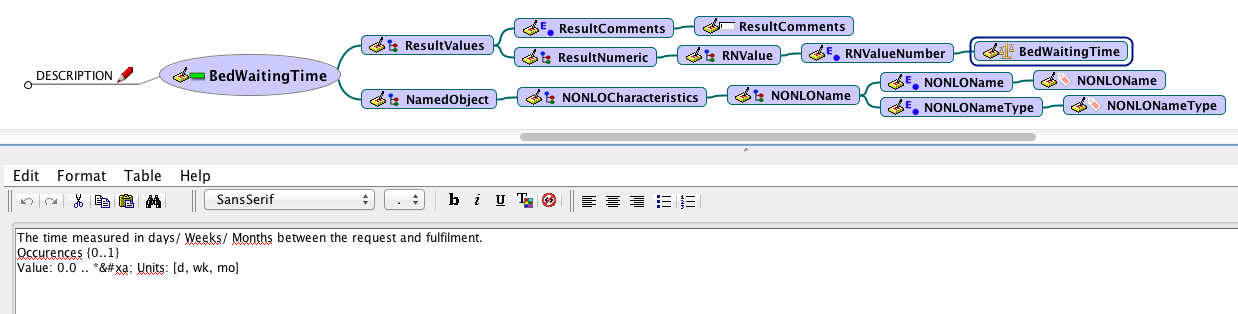 ResultComments
ResultComments
ResultValues
ResultNumeric
RNValue
RNValueNumber
BedWaitingTime
DESCRIPTION
BedWaitingTime
NamedObject
NONLOCharacteristics
NONLOName
NONLOName
NONLOName
NONLONameType
NONLONameType
Edit Format Table Help
SansSerif . b i U T
The time measured in days/ Weeks/ Months between the request and fulfilment.
Occurences {0..1}
Value: 0.0 .. *&#xa; Units: [d, wk, mo]